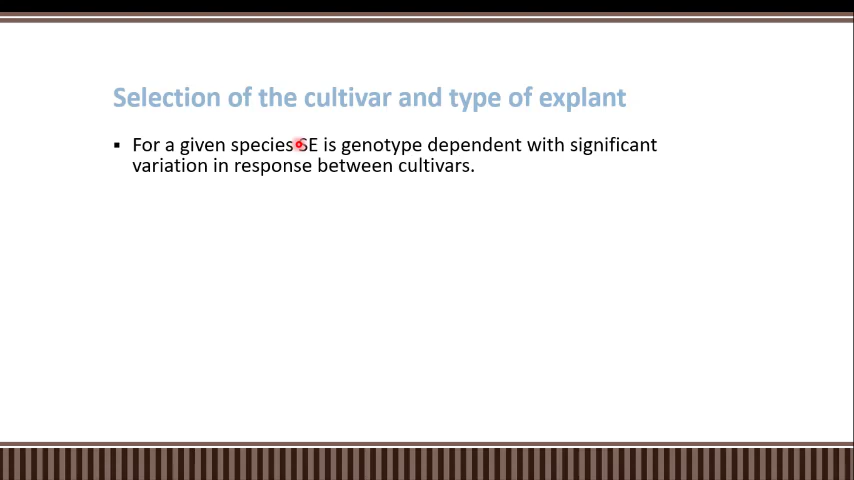 Selection of the cultivar and type of explant
▪ For a given species SE is genotype dependent with significant
variation in response between cultivars.